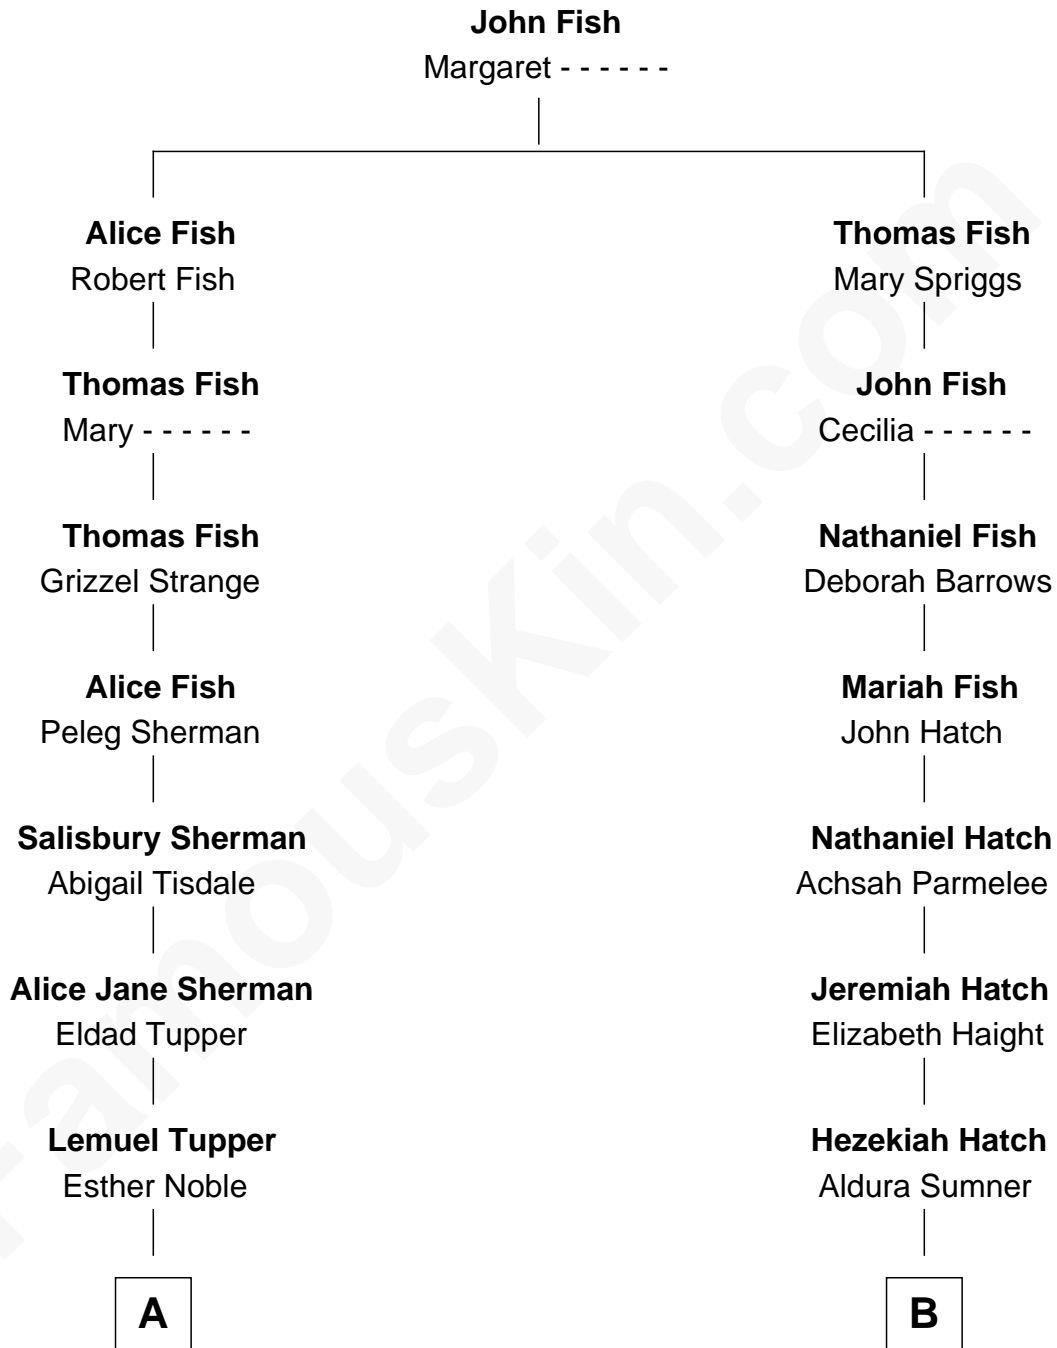 John Fish
Margaret - - - - - -
Alice Fish
Robert Fish
Thomas Fish
Mary Spriggs
Thomas Fish
Mary - - - - - -
John Fish
Cecilia - - - - - -
Thomas Fish
Grizzel Strange
Nathaniel Fish
Deborah Barrows
Alice Fish
Peleg Sherman
Mariah Fish
John Hatch
Salisbury Sherman
Abigail Tisdale
Nathaniel Hatch
Achsah Parmelee
Alice Jane Sherman
Eldad Tupper
Jeremiah Hatch
Elizabeth Haight
Lemuel Tupper
Esther Noble
Hezekiah Hatch
Aldura Sumner
A
B
FamousKin.com